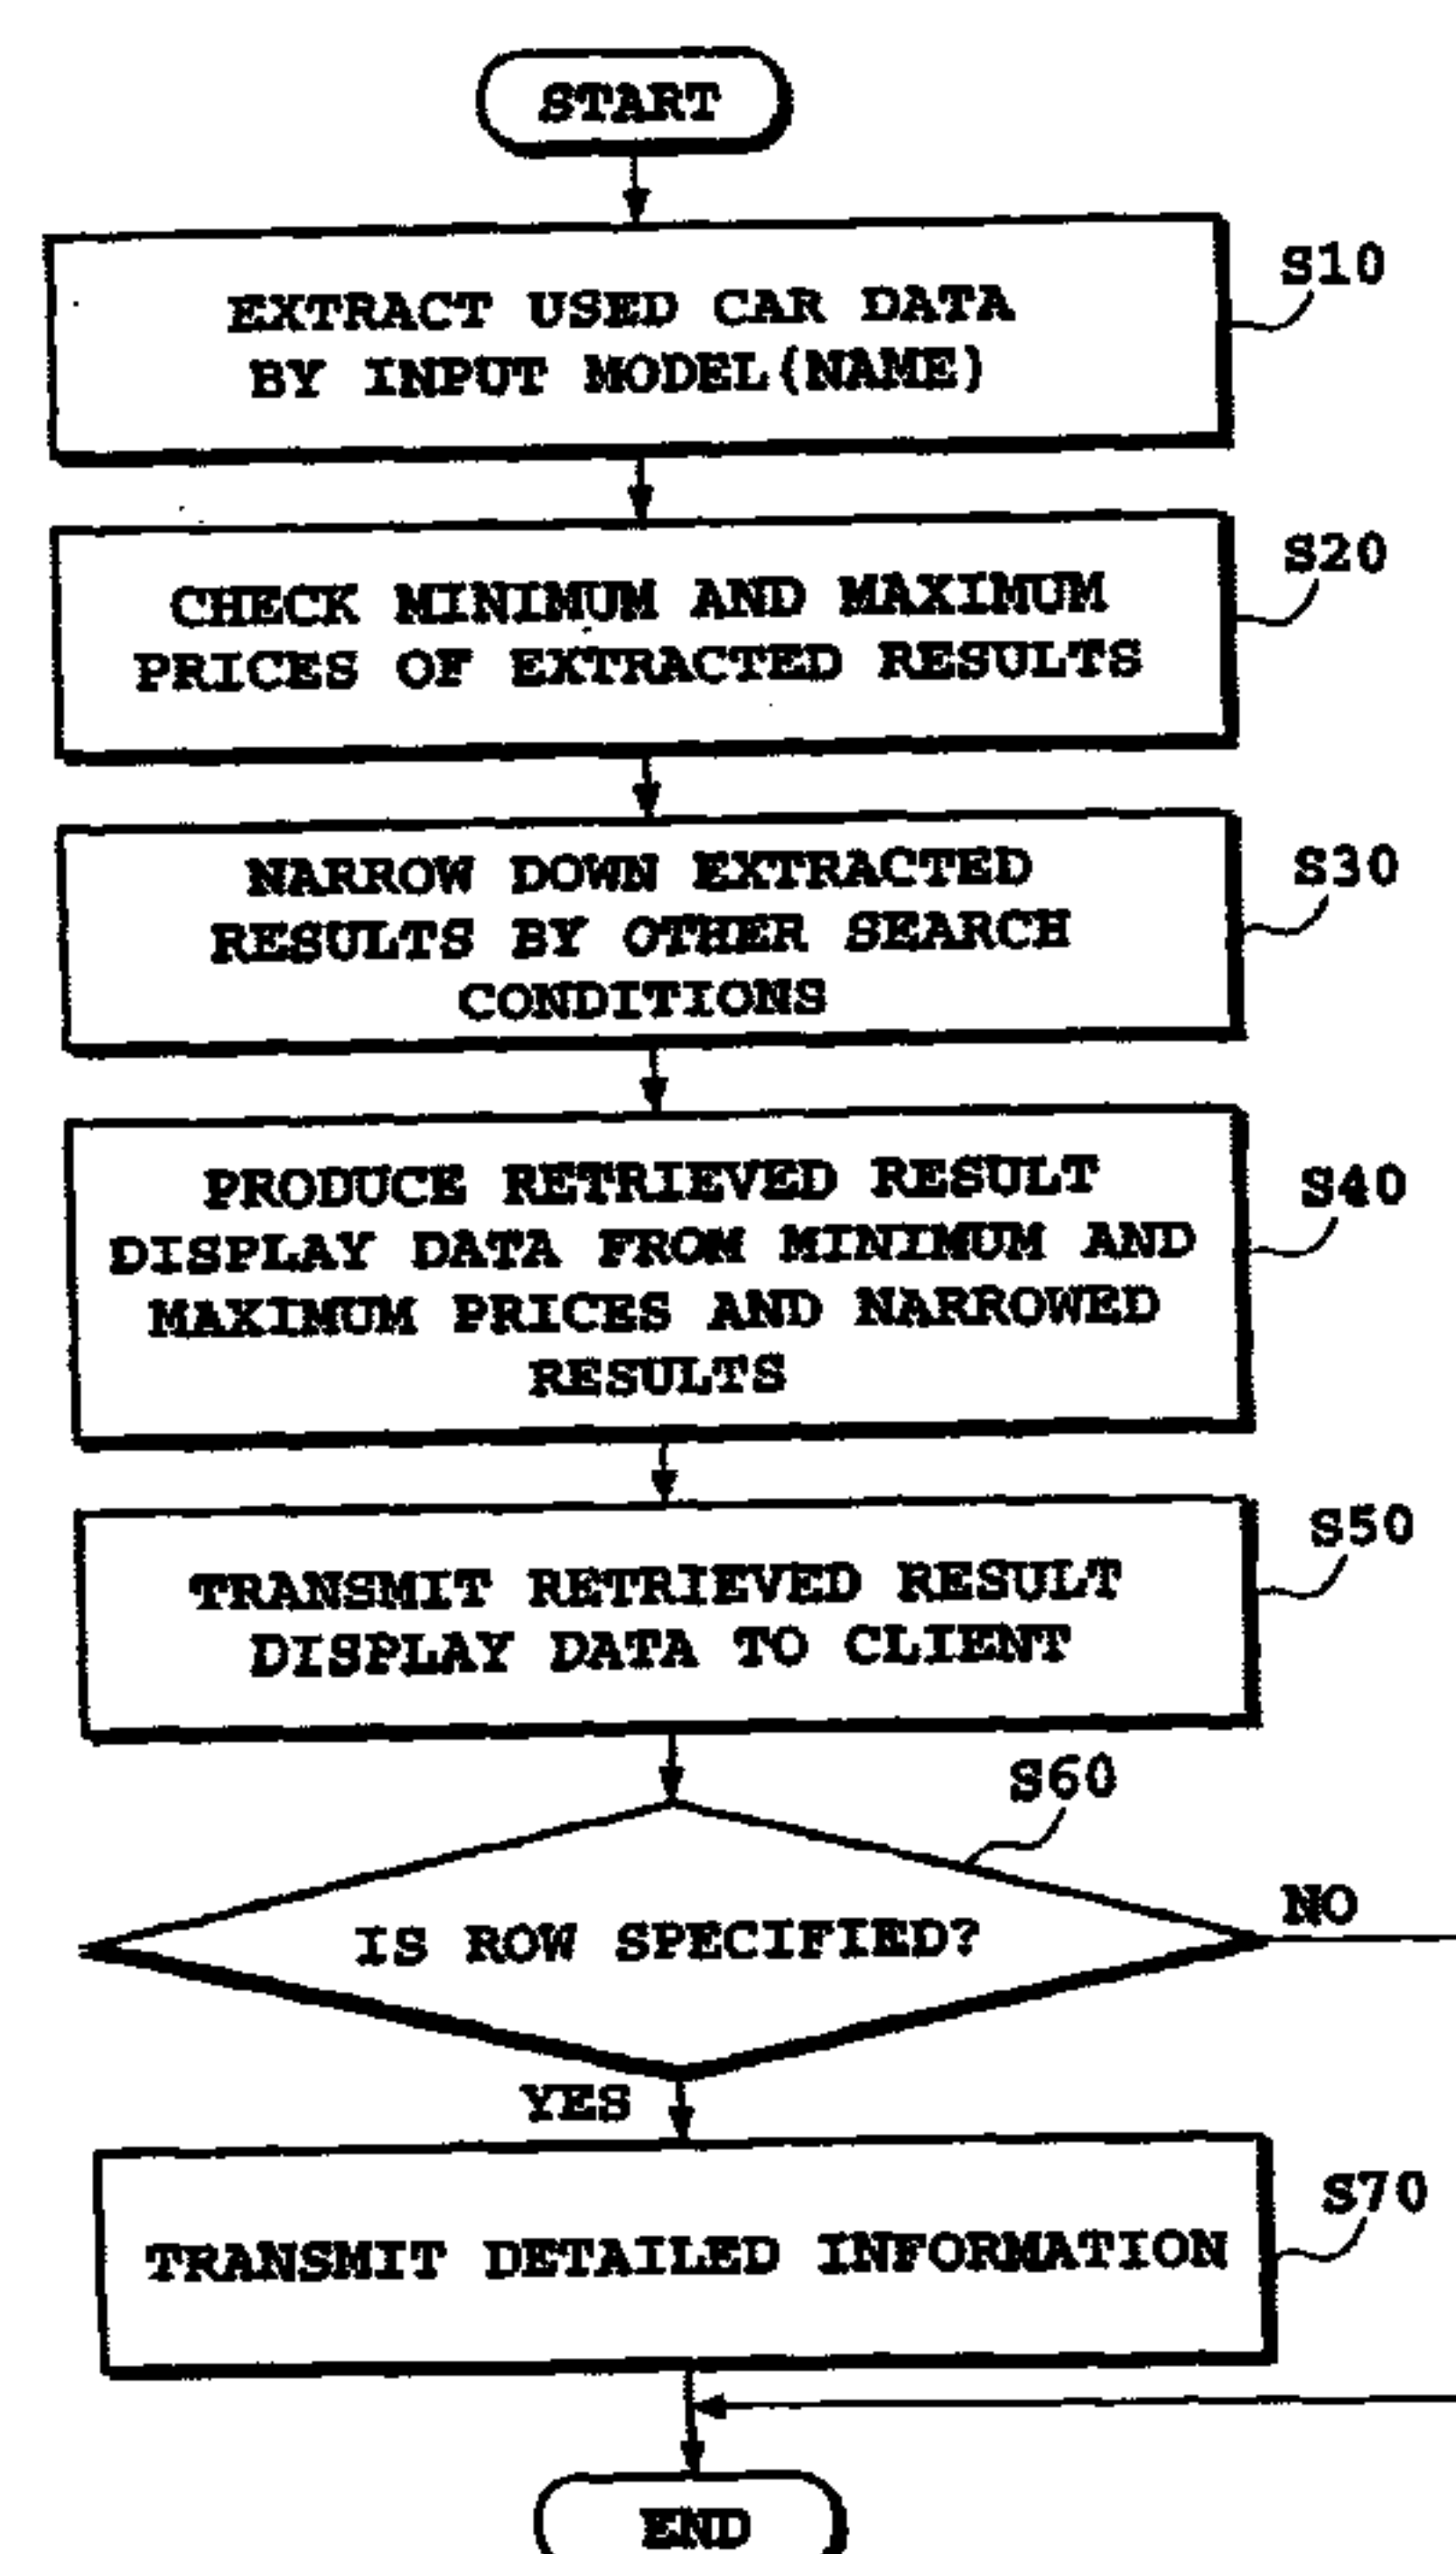 START
EXTRACT USED CAR DATA
BY INPUT MODEL(NAME)
S10
CHECK MINIMUM AND MAXIMUM
PRICES OF EXTRACTED RESULTS
S20
NARROW DOWN EXTRACTED
RESULTS BY OTHER SEARCH
CONDITIONS
S30
PRODUCE RETRIEVED RESULT
DISPLAY DATA FROM MINIMUM AND
MAXIMUM PRICES AND NARROWED
RESULTS
S40
TRANSMIT RETRIEVED RESULT
DISPLAY DATA TO CLIENT
S50
S60
IS ROW SPECIFIED?
NO
YES
TRANSMIT DETAILED INFORMATION
S70
END